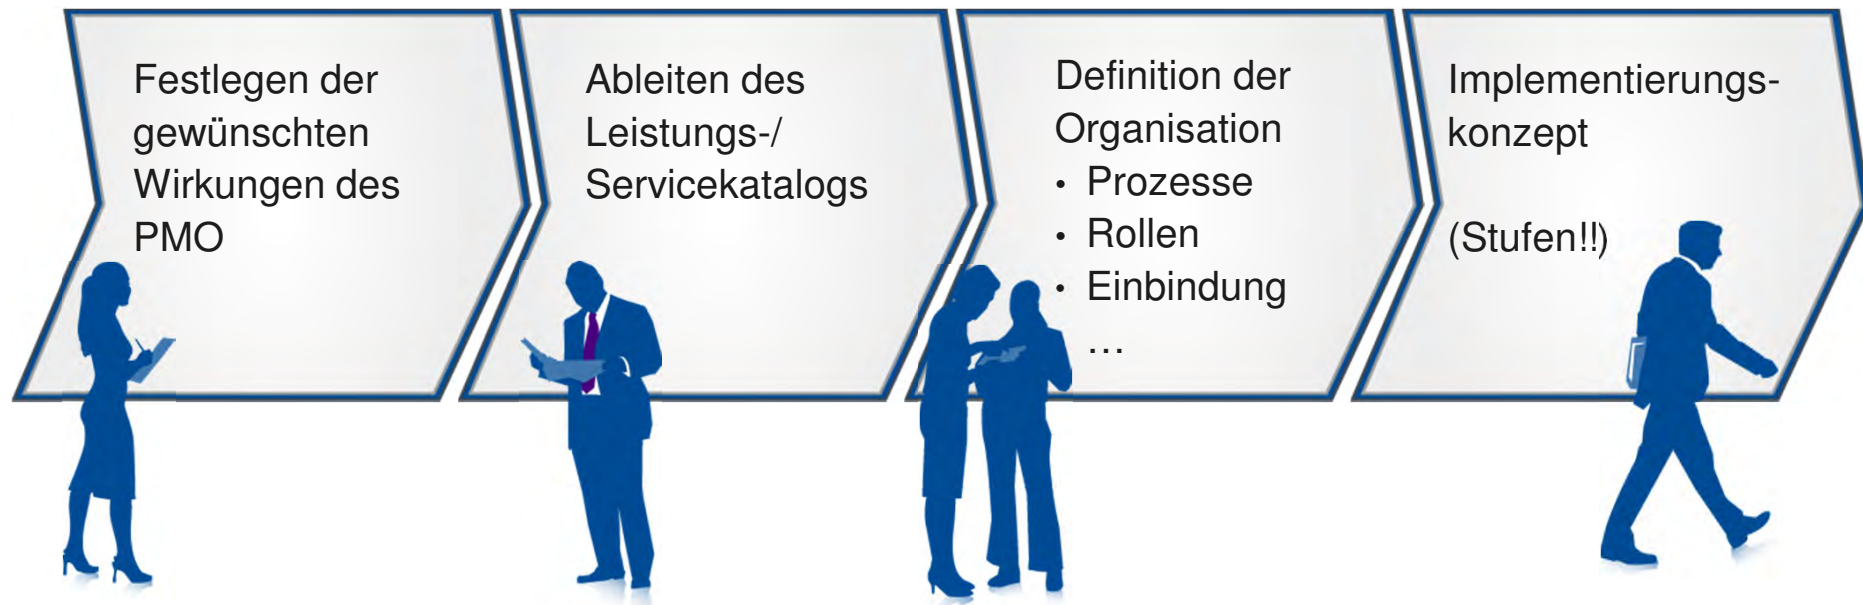 Festlegen der
gewünschten
Wirkungen des
PMO
Ableiten des
Leistungs-/
Servicekatalogs
Definition der
Organisation
• Prozesse
• Rollen
• Einbindung
…
Implementierungs-
konzept
(Stufen!!)